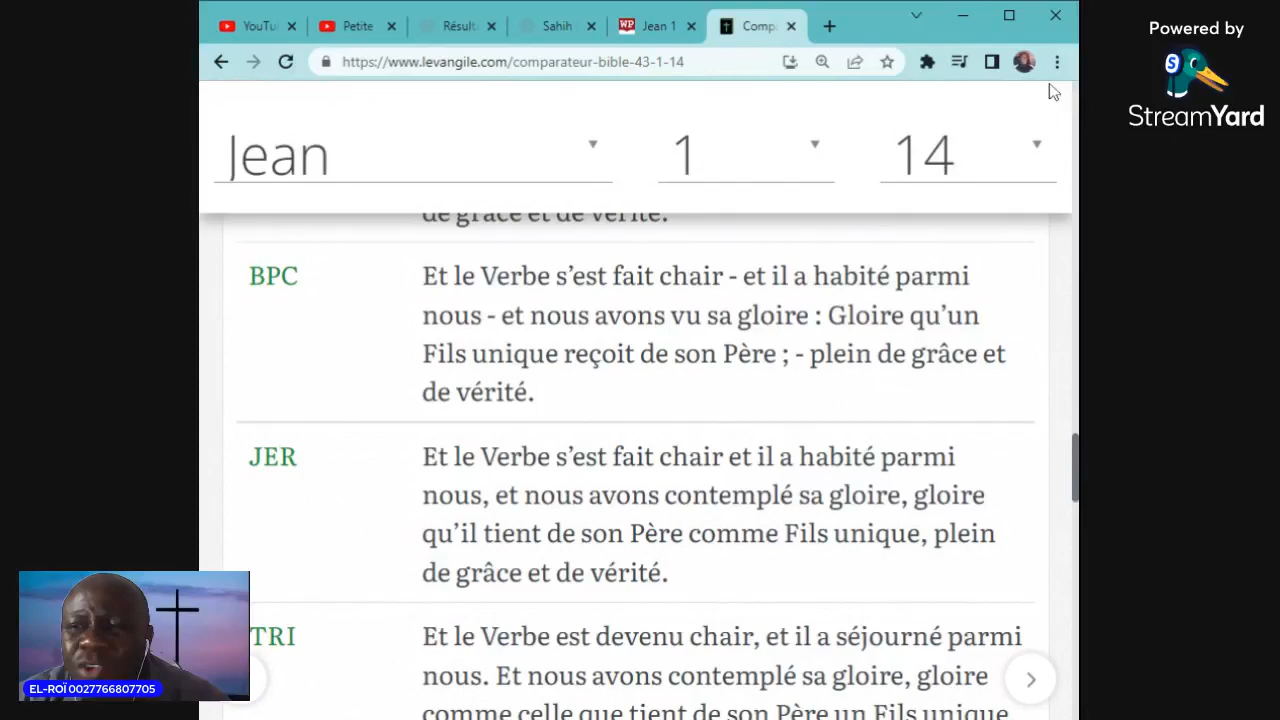 YouTu
Petite
Résult
Sahih
WP Jean 1
Comp
https://www.levangile.com/comparateur-bible-43-1-14
Powered by
S
StreamYard
Jean 1 14
de grâce et de vérité.
BPC
Et le Verbe s’est fait chair - et il a habité parmi
nous - et nous avons vu sa gloire : Gloire qu’un
Fils unique reçoit de son Père ; - plein de grâce et
de vérité.
JER
Et le Verbe s’est fait chair et il a habité parmi
nous, et nous avons contemplé sa gloire, gloire
qu’il tient de son Père comme Fils unique, plein
de grâce et de vérité.
TRI
Et le Verbe est devenu chair, et il a séjourné parmi
nous. Et nous avons contemplé sa gloire, gloire
comme celle que tient de son Père un Fils unique
EL-ROÏ 0027766807705